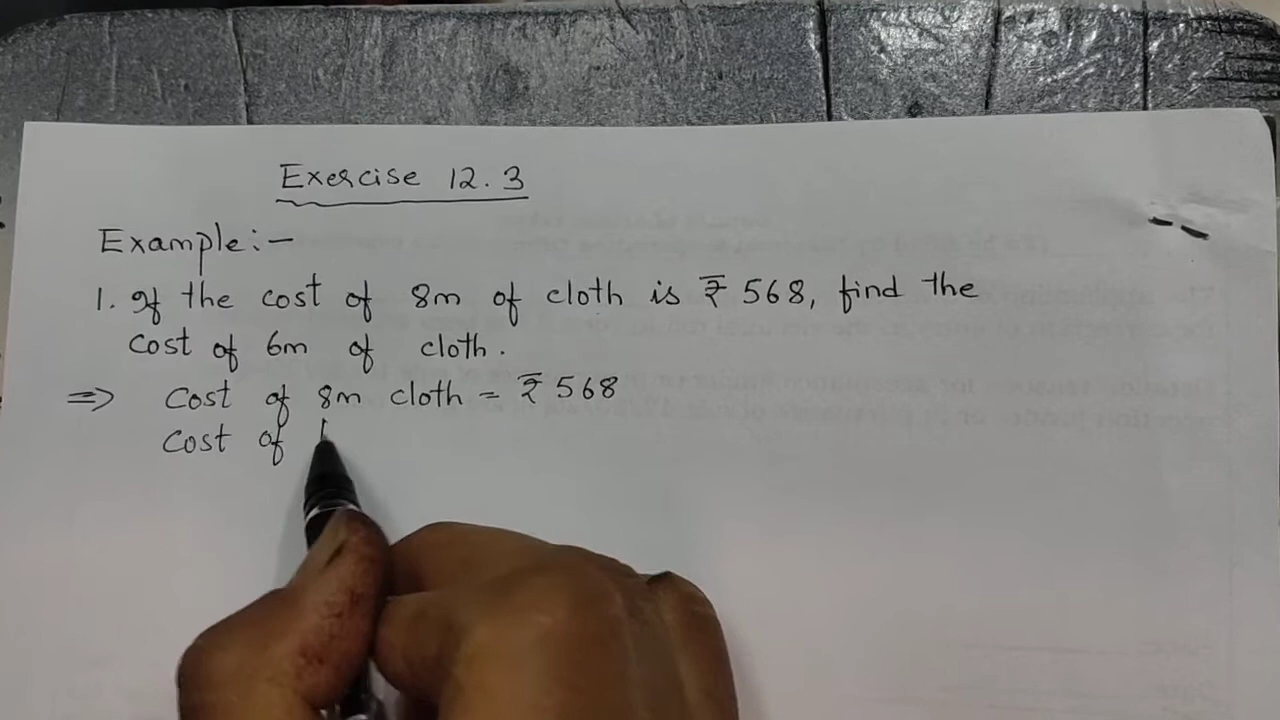 Exercise 12.3
Example:-
1. If the cost of 8m of cloth is ₹ 568, find the
cost of 6m of cloth.
=> Cost of 8m cloth = ₹ 568
Cost of 1